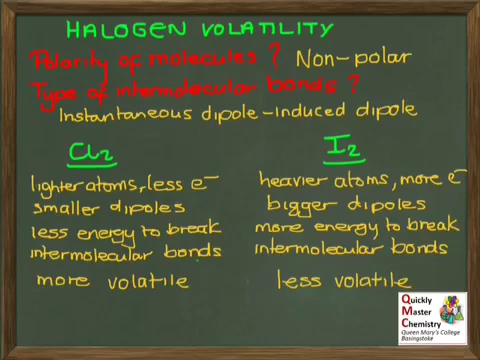 HALOGEN VOLATILITY
Polarity of molecules? Non-polar
Type of intermolecular bonds?
Instantaneous dipole-induced dipole
Cl2
lighter atoms, less e-
smaller dipoles
less energy to break
intermolecular bonds
more volatile
I2
heavier atoms, more e-
bigger dipoles
more energy to break
intermolecular bonds
less volatile
Quickly
Master
Chemistry
Queen Mary's College
Basingstoke